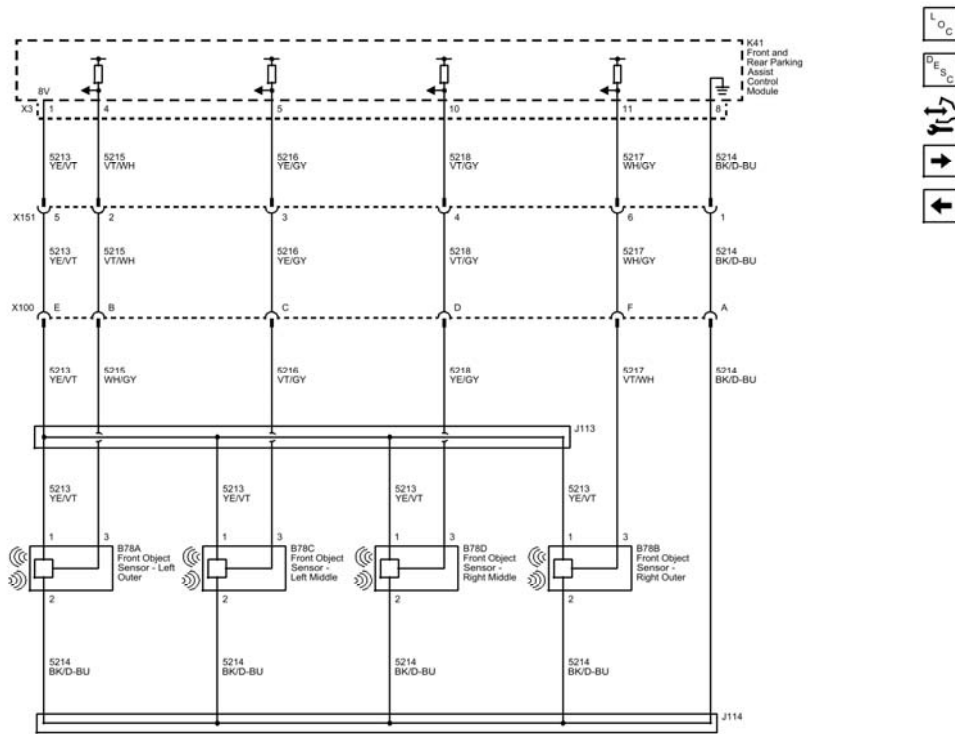 L
O
C
D
E
S
C
K41
Front and
Rear Parking
Assist
Control
Module
8V
X3 1 4 5 10 11 8
5213
YE/VT
5215
VT/WH
5216
YE/GY
5218
VT/GY
5217
WH/GY
5214
BK/D-BU
X151 5 2 3 4 6 1
5213
YE/VT
5215
VT/WH
5216
YE/GY
5218
VT/GY
5217
WH/GY
5214
BK/D-BU
X100 E B C D F A
5213
YE/VT
5215
WH/GY
5216
VT/GY
5218
YE/GY
5217
VT/WH
5214
BK/D-BU
J113
5213
YE/VT
5213
YE/VT
5213
YE/VT
5213
YE/VT
1 3 1 3 1 3 1 3
B78A
Front Object
Sensor - Left
Outer
B78C
Front Object
Sensor -
Left Middle
B78D
Front Object
Sensor -
Right Middle
B78B
Front Object
Sensor -
Right Outer
2 2 2 2
5214
BK/D-BU
5214
BK/D-BU
5214
BK/D-BU
5214
BK/D-BU
J114